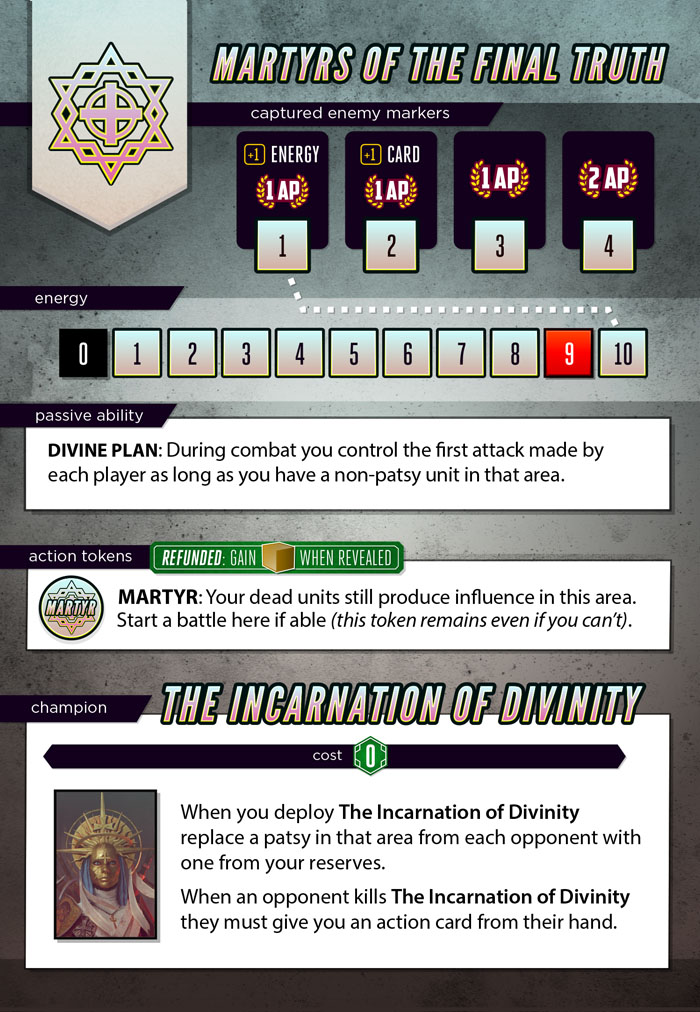 MARTYRS OF THE FINAL TRUTH
captured enemy markers
+1 ENERGY
1 AP
1
+1 CARD
1 AP
2
1 AP
3
2 AP
4
energy
0 1 2 3 4 5 6 7 8 9 10
passive ability
DIVINE PLAN: During combat you control the first attack made by
each player as long as you have a non-patsy unit in that area.
action tokens
REFUNDED: GAIN WHEN REVEALED
MARTYR
MARTYR: Your dead units still produce influence in this area.
Start a battle here if able (this token remains even if you can't).
champion
THE INCARNATION OF DIVINITY
cost 0
When you deploy The Incarnation of Divinity
replace a patsy in that area from each opponent with
one from your reserves.
When an opponent kills The Incarnation of Divinity
they must give you an action card from their hand.